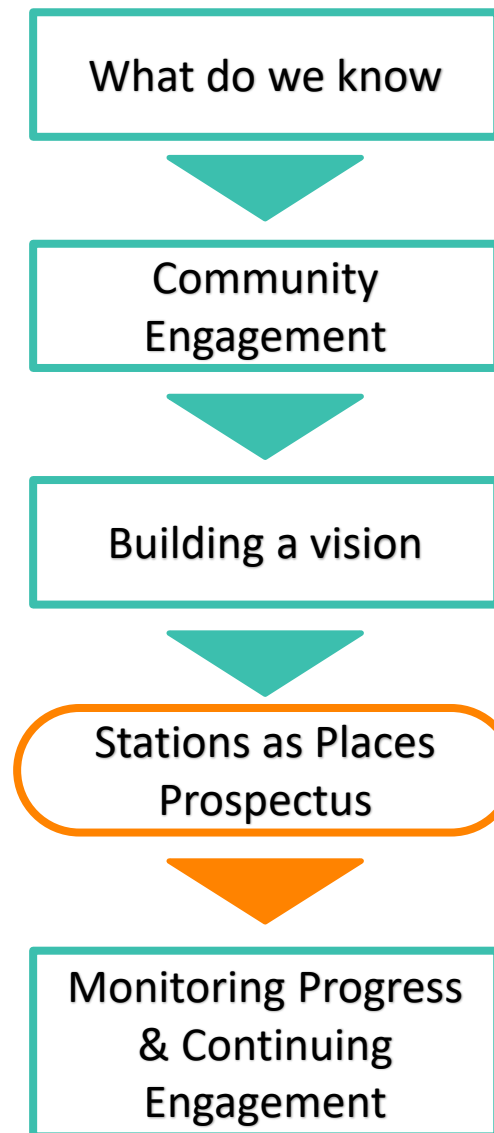 What do we know
Community
Engagement
Building a vision
Stations as Places
Prospectus
Monitoring Progress
& Continuing
Engagement